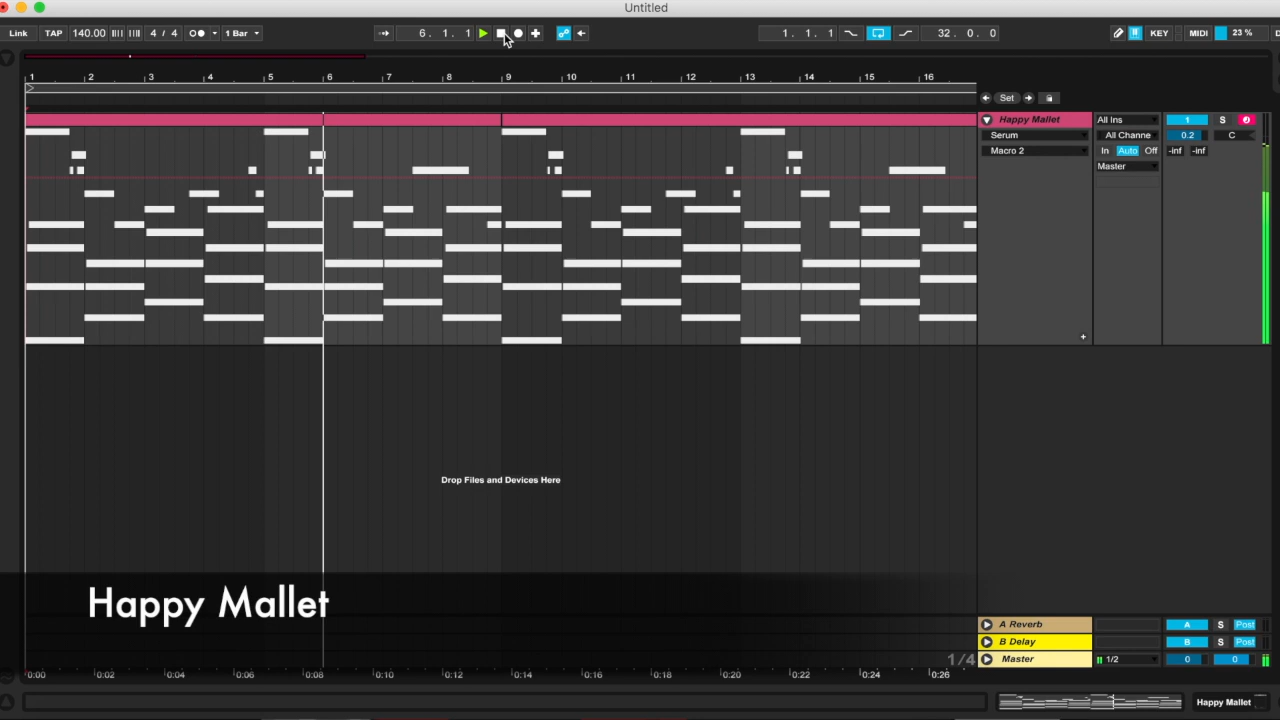 Untitled
Link TAP 140.00 4 / 4 1 Bar 6. 1. 1 1. 1. 1 32. 0. 0 KEY MIDI 23 % D
1 2 3 4 5 6 7 8 9 10 11 12 13 14 15 16
Set
Happy Mallet All Ins 1 S
Serum All Channe 0.2 C
Macro 2 In Auto Off -inf -inf
Master
Drop Files and Devices Here
Happy Mallet
A Reverb A S Post
B Delay B S Post
1/4 Master 1/2 0 0
0:00 0:02 0:04 0:06 0:08 0:10 0:12 0:14 0:16 0:18 0:20 0:22 0:24 0:26
Happy Mallet